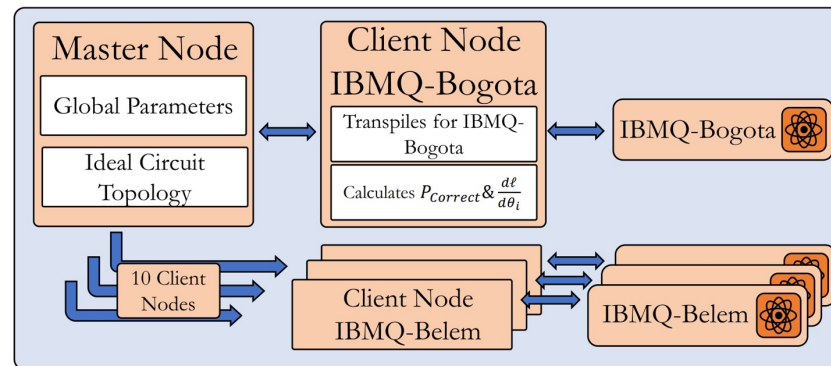 Master Node
Global Parameters
Ideal Circuit
Topology
Client Node
IBMQ-Bogota
Transpiles for IBMQ-
Bogota
Calculates P_Correct & dℓ/dθ_i
IBMQ-Bogota
10 Client
Nodes
Client Node
IBMQ-Belem
IBMQ-Belem